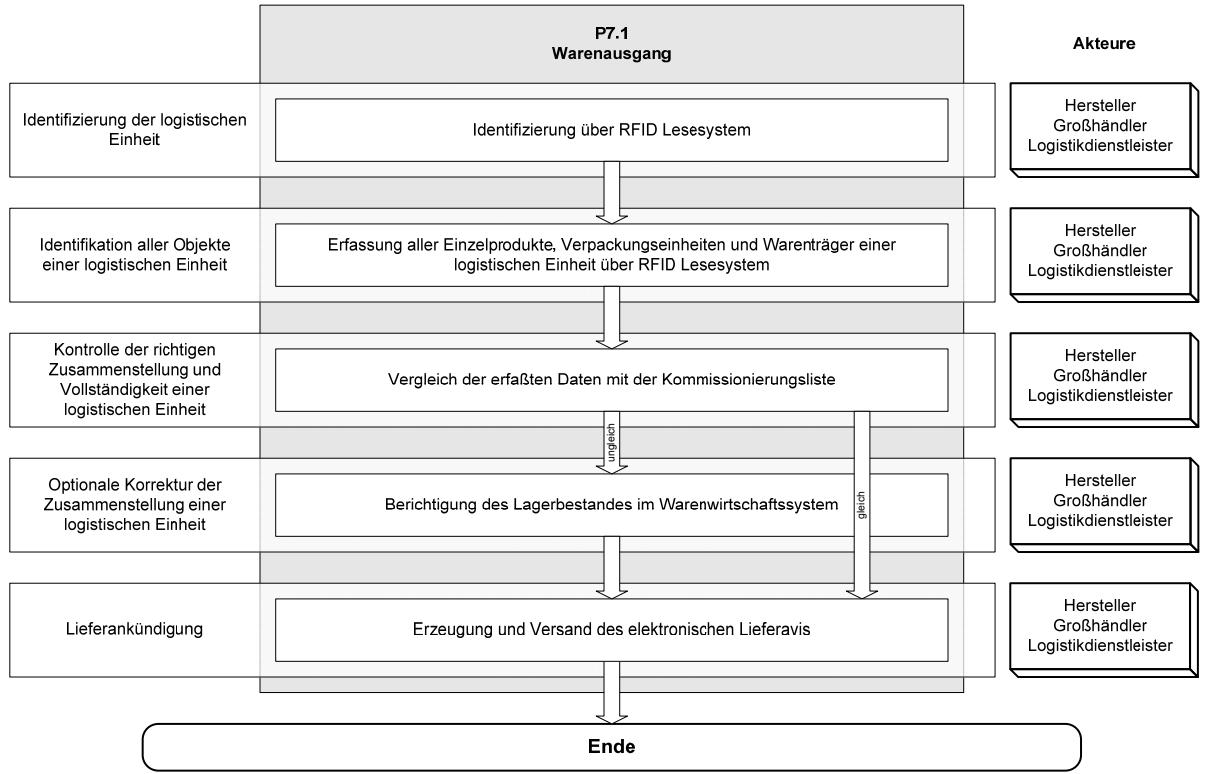 P7.1
Warenausgang
Akteure
Identifizierung der logistischen
Einheit
Identifizierung über RFID Lesesystem
Hersteller
Großhändler
Logistikdienstleister
Identifikation aller Objekte
einer logistischen Einheit
Erfassung aller Einzelprodukte, Verpackungseinheiten und Warenträger einer
logistischen Einheit über RFID Lesesystem
Hersteller
Großhändler
Logistikdienstleister
Kontrolle der richtigen
Zusammenstellung und
Vollständigkeit einer
logistischen Einheit
Vergleich der erfaßten Daten mit der Kommissionierungsliste
Hersteller
Großhändler
Logistikdienstleister
ungleich
gleich
Optionale Korrektur der
Zusammenstellung einer
logistischen Einheit
Berichtigung des Lagerbestandes im Warenwirtschaftssystem
Hersteller
Großhändler
Logistikdienstleister
Lieferankündigung
Erzeugung und Versand des elektronischen Lieferavis
Hersteller
Großhändler
Logistikdienstleister
Ende